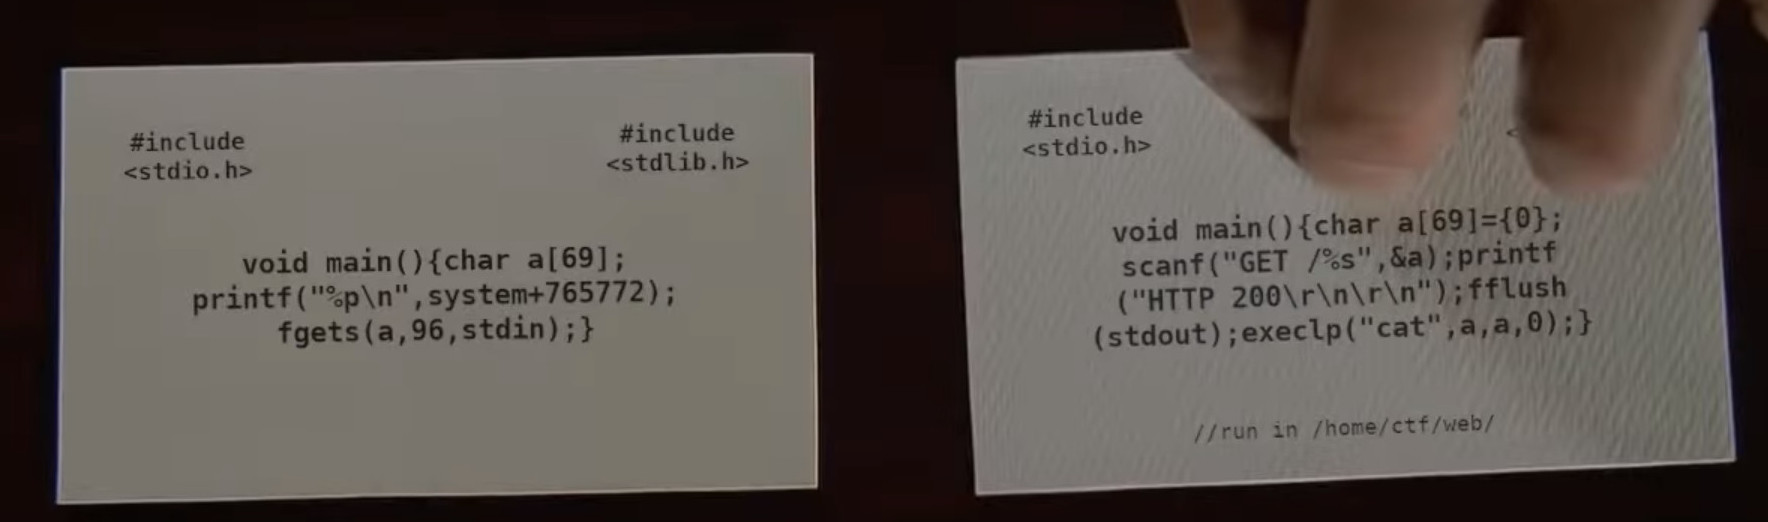 #include
<stdio.h>
#include
<stdlib.h>
void main(){char a[69];
printf("%p\n",system+765772);
fgets(a,96,stdin);}
#include
<stdio.h>
<
void main(){char a[69]={0};
scanf("GET /%s",&a);printf
("HTTP 200\r\n\r\n");fflush
(stdout);execlp("cat",a,a,0);}
//run in /home/ctf/web/